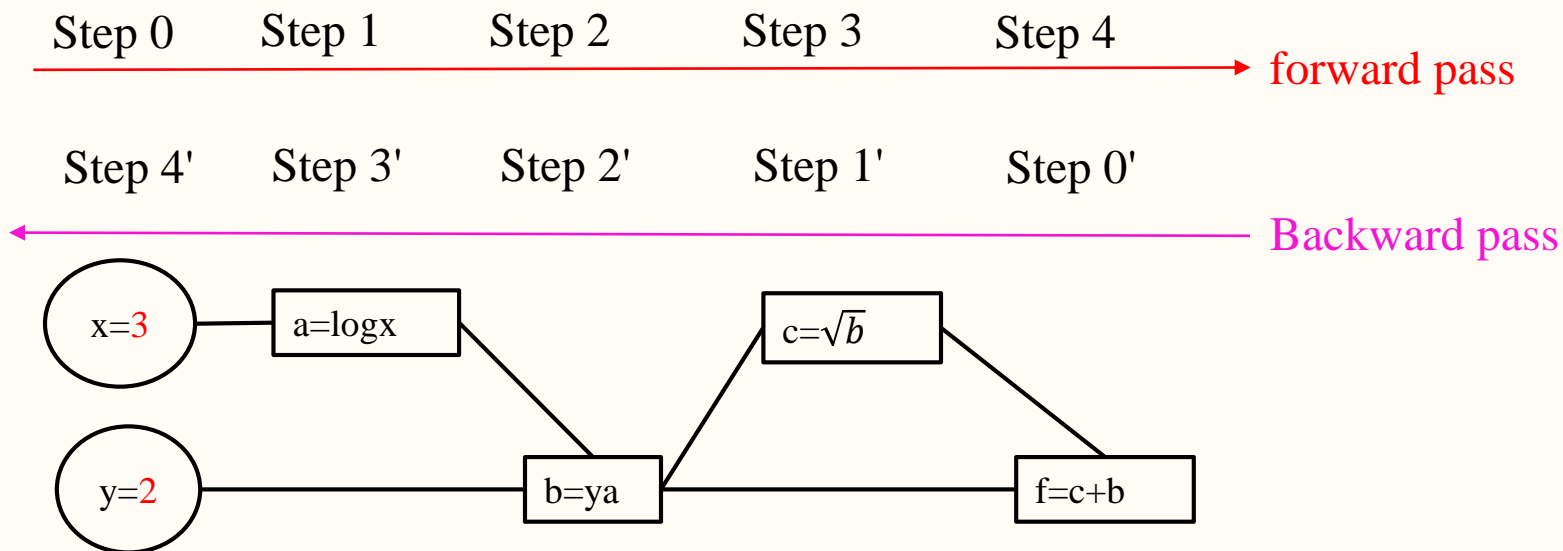 Step 0 Step 1 Step 2 Step 3 Step 4
forward pass
Step 4' Step 3' Step 2' Step 1' Step 0'
Backward pass
x=3 a=logx c=√b
y=2 b=ya f=c+b